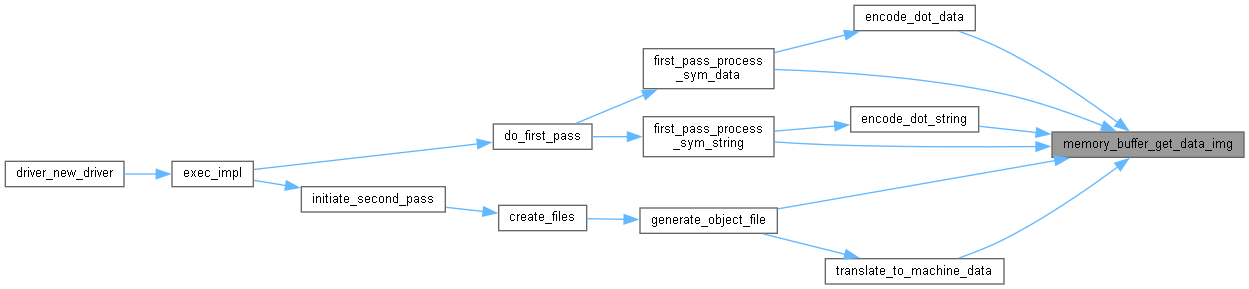 encode_dot_data
first_pass_process
_sym_data
encode_dot_string
do_first_pass
first_pass_process
_sym_string
memory_buffer_get_data_img
driver_new_driver
exec_impl
initiate_second_pass
create_files
generate_object_file
translate_to_machine_data